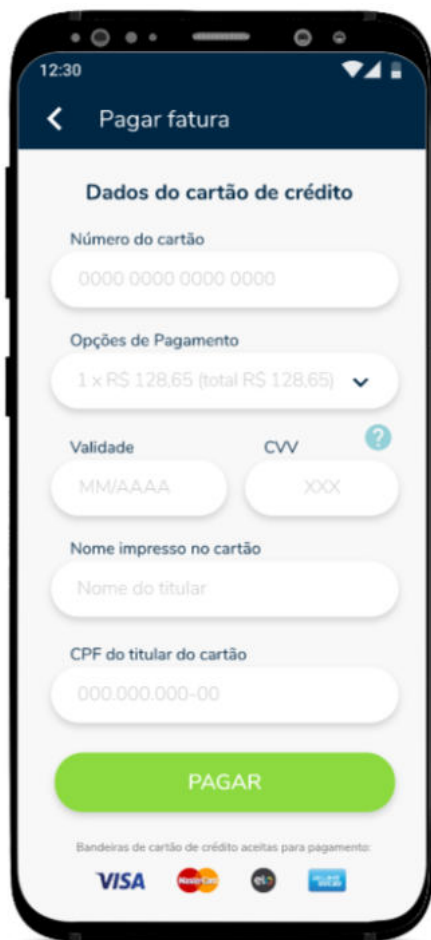 12:30
Pagar fatura
Dados do cartão de crédito
Número do cartão
0000 0000 0000 0000
Opções de Pagamento
1 x R$ 128,65 (total R$ 128,65)
Validade CVV ?
MM/AAAA XXX
Nome impresso no cartão
Nome do titular
CPF do titular do cartão
000.000.000-00
PAGAR
Bandeiras de cartão de crédito aceitas para pagamento:
VISA MasterCard elo